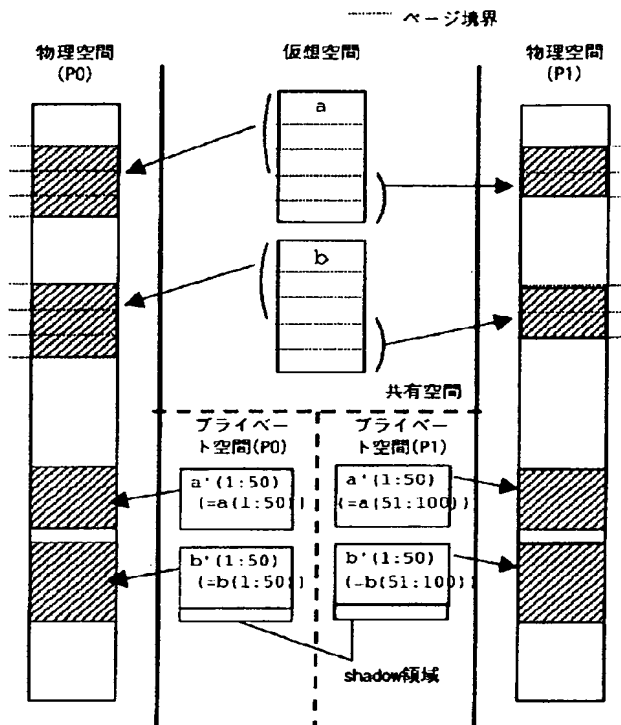 ページ境界
物理空間
(P0)
仮想空間
物理空間
(P1)
a
b
共有空間
プライベー
ト空間(P0)
プライベー
ト空間(P1)
a'(1:50)
(=a(1:50))
a'(1:50)
(=a(51:100))
b'(1:50)
(=b(1:50))
b'(1:50)
(=b(51:100))
shadow領域